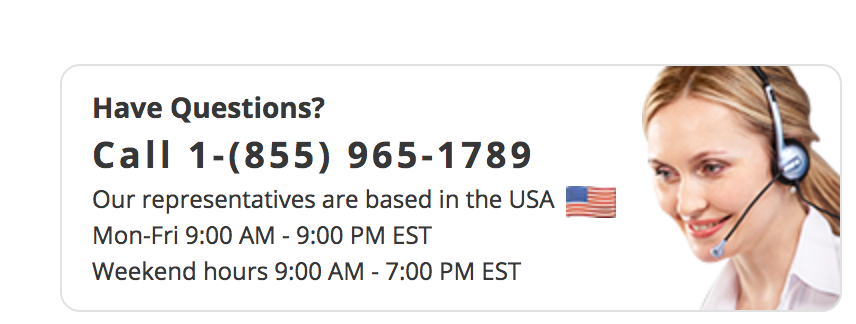 Have Questions?
Call 1-(855) 965-1789
Our representatives are based in the USA
Mon-Fri 9:00 AM - 9:00 PM EST
Weekend hours 9:00 AM - 7:00 PM EST